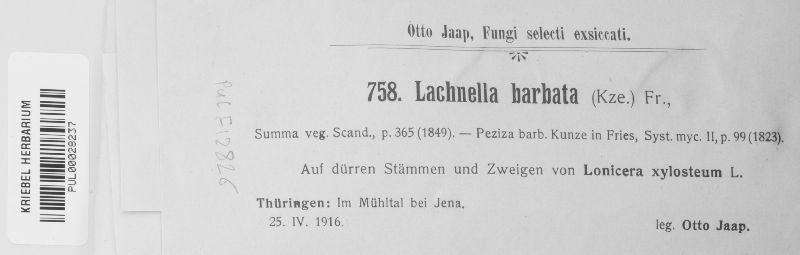 Otto Jaap, Fungi selecti exsiccati.
758. Lachnella barbata (Kze.) Fr.,
Summa veg. Scand., p. 365 (1849). — Peziza barb. Kunze in Fries, Syst. myc. II, p. 99 (1823).
Auf dürren Stämmen und Zweigen von Lonicera xylosteum L.
Thüringen: Im Mühltal bei Jena.
25. IV. 1916.
leg. Otto Jaap.
KRIEBEL HERBARIUM
PUL00028237
PUL F12826